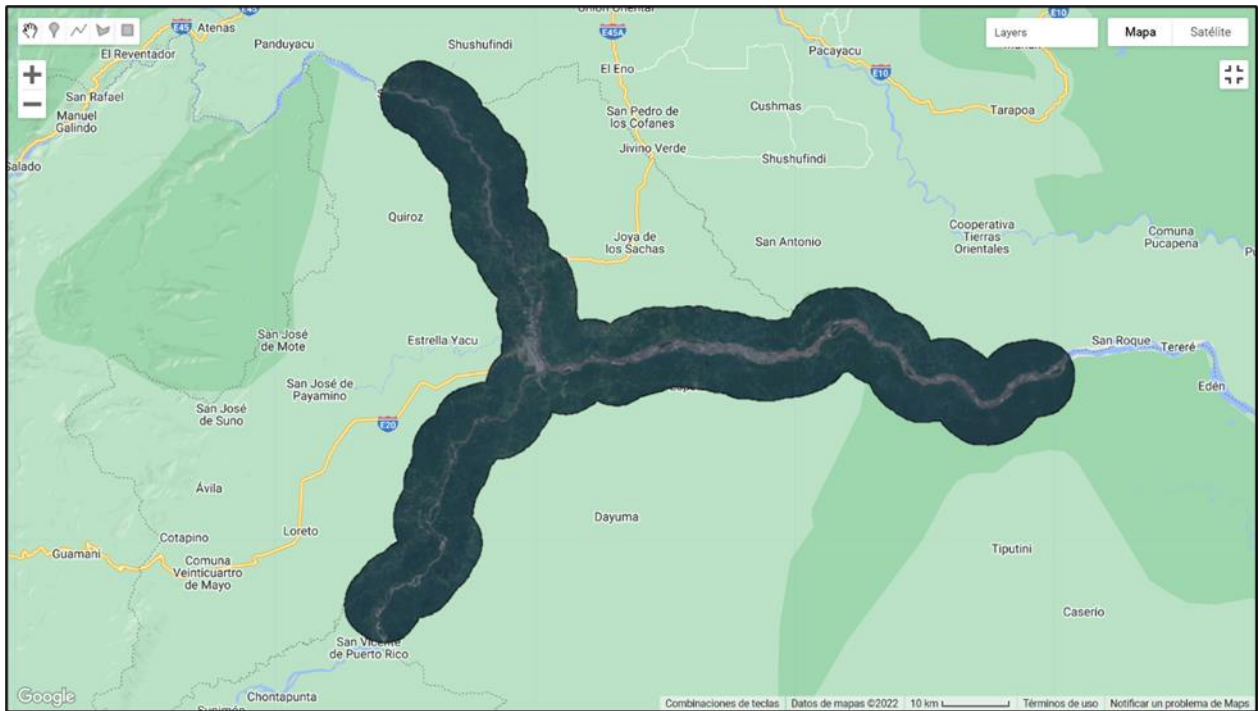 Unión Oriental
E45
E45
Atenas
E45A
E10
Layers
Mapa
Satélite
El Reventador
Panduyacu
Shushufindi
Pacayacu
El Eno
E10
San Rafael
Manuel
Galindo
Cushmas
Tarapoa
San Pedro de
los Cofanes
Jivino Verde
Salado
Shushufindi
Quiroz
Cooperativa
Tierras
Orientales
Comuna
Pucapena
Joya de
los Sachas
San Antonio
San José
de Mote
Estrella Yacu
San Roque
Tereré
San José de
Payamino
Edén
San José
de Suno
E20
Ávila
Dayuma
Loreto
Cotapino
Guamaní
Comuna
Veinticuatro
de Mayo
Tiputini
Caserio
San Vicente
de Puerto Rico
Chontapunta
Google
Combinaciones de teclas
Datos de mapas ©2022
10 km
Términos de uso
Notificar un problema de Maps